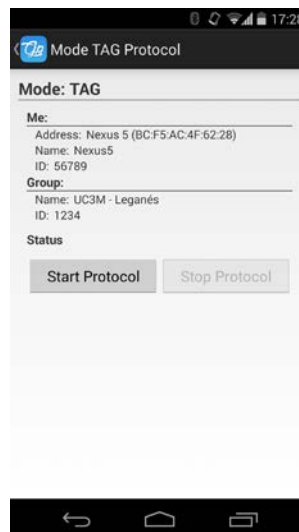 17:28
Mode TAG Protocol
Mode: TAG
Me:
Address: Nexus 5 (BC:F5:AC:4F:62:28)
Name: Nexus5
ID: 56789
Group:
Name: UC3M - Leganés
ID: 1234
Status
Start Protocol
Stop Protocol